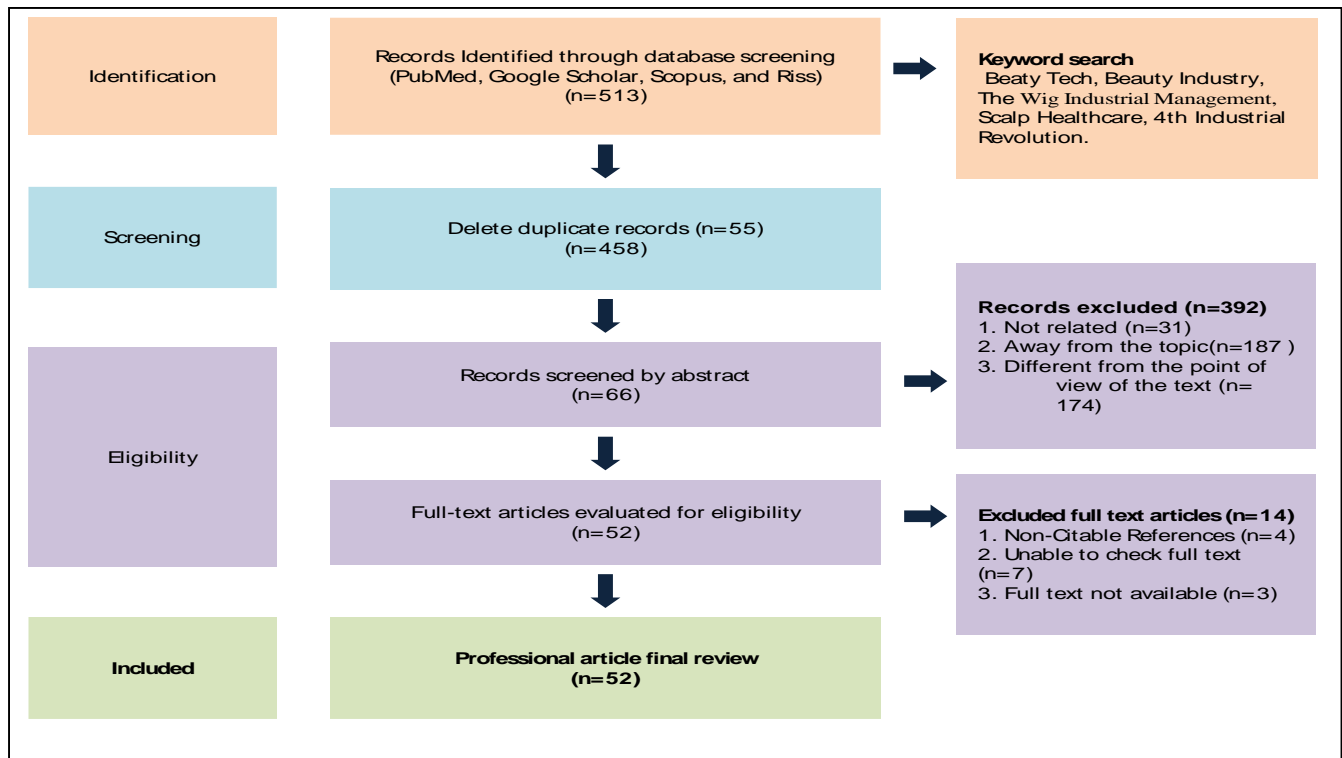 Identification
Records Identified through database screening
(PubMed, Google Scholar, Scopus, and Riss)
(n=513)
Keyword search
Beaty Tech, Beauty Industry,
The Wig Industrial Management,
Scalp Healthcare, 4th Industrial
Revolution.
Screening
Delete duplicate records (n=55)
(n=458)
Eligibility
Records screened by abstract
(n=66)
Records excluded (n=392)
1. Not related (n=31)
2. Away from the topic(n=187 )
3. Different from the point of
view of the text (n=
174)
Full-text articles evaluated for eligibility
(n=52)
Excluded full text articles (n=14)
1. Non-Citable References (n=4)
2. Unable to check full text
(n=7)
3. Full text not available (n=3)
Included
Professional article final review
(n=52)